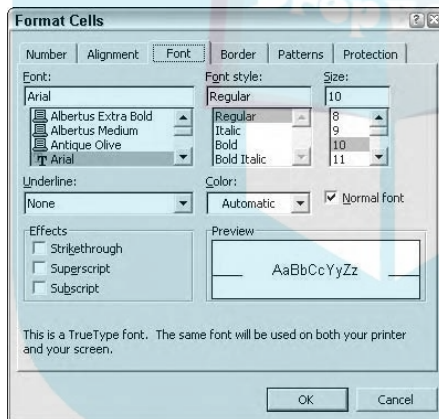 Format Cells
Number Alignment Font Border Patterns Protection
Font: Font style: Size:
Arial Regular 10
Albertus Extra Bold Regular 8
Albertus Medium Italic 9
Antique Olive Bold 10
Arial Bold Italic 11
Underline: Color:
None Automatic Normal font
Effects Preview
Strikethrough
Superscript AaBbCcYyZz
Subscript
This is a TrueType font. The same font will be used on both your printer
and your screen.
OK Cancel